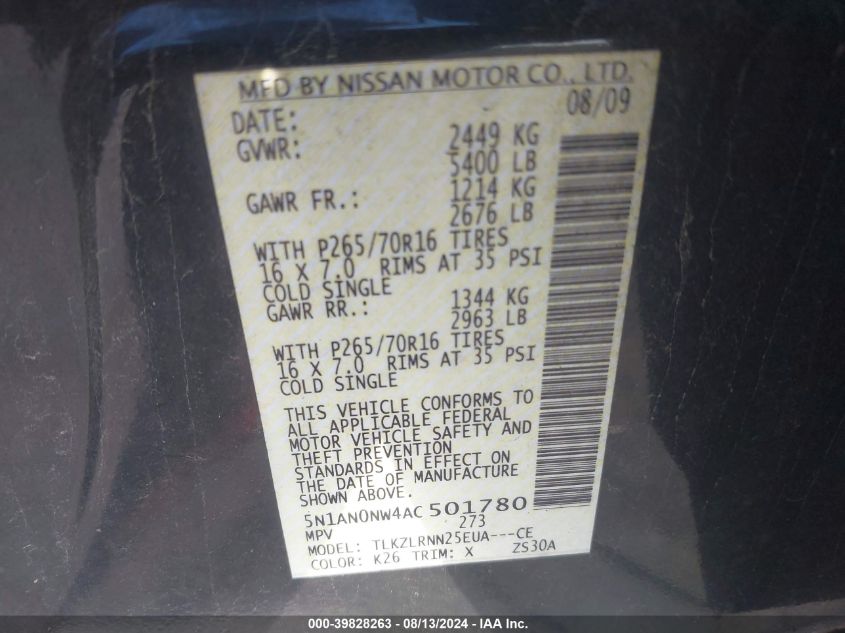 MFD BY NISSAN MOTOR CO., LTD.
DATE: 08/09
GVWR: 2449 KG
5400 LB
GAWR FR.: 1214 KG
2676 LB
WITH P265/70R16 TIRES
16 X 7.0 RIMS AT 35 PSI
COLD SINGLE
GAWR RR.: 1344 KG
2963 LB
WITH P265/70R16 TIRES
16 X 7.0 RIMS AT 35 PSI
COLD SINGLE
THIS VEHICLE CONFORMS TO
ALL APPLICABLE FEDERAL
MOTOR VEHICLE SAFETY AND
THEFT PREVENTION
STANDARDS IN EFFECT ON
THE DATE OF MANUFACTURE
SHOWN ABOVE.
5N1AN0NW4AC 501780
MPV 273
MODEL: TLKZLRNN25EUA---CE
COLOR: K26 TRIM: X ZS30A
000-39828263 - 08/13/2024 - IAA Inc.